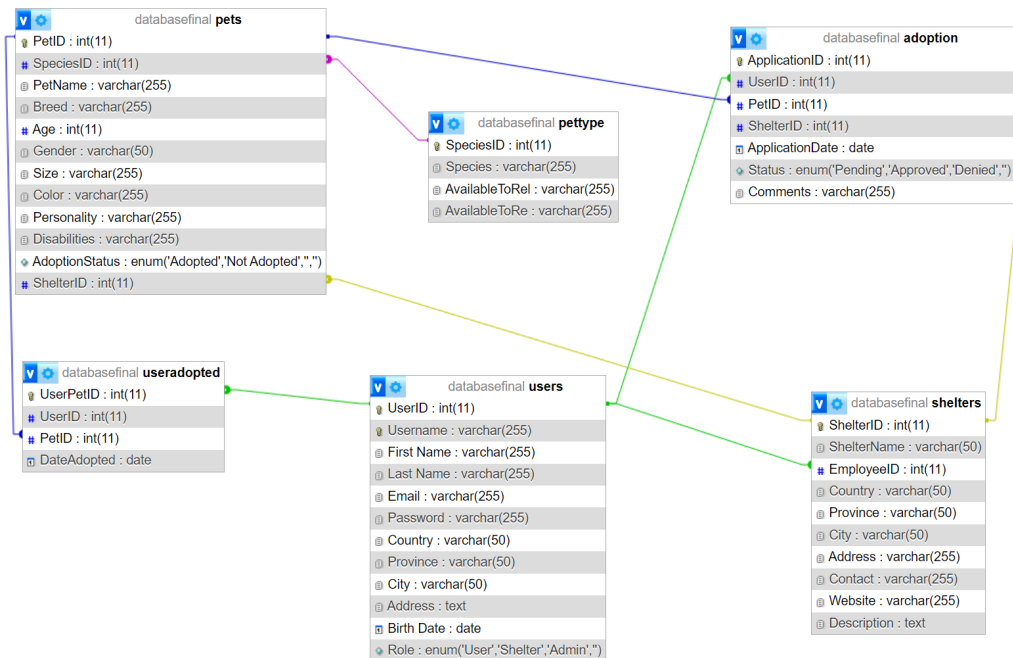 databasefinal pets
PetID : int(11)
SpeciesID : int(11)
PetName : varchar(255)
Breed : varchar(255)
Age : int(11)
Gender : varchar(50)
Size : varchar(255)
Color : varchar(255)
Personality : varchar(255)
Disabilities : varchar(255)
AdoptionStatus : enum('Adopted','Not Adopted','','')
ShelterID : int(11)
databasefinal pettype
SpeciesID : int(11)
Species : varchar(255)
AvailableToRel : varchar(255)
AvailableToRe : varchar(255)
databasefinal adoption
ApplicationID : int(11)
UserID : int(11)
PetID : int(11)
ShelterID : int(11)
ApplicationDate : date
Status : enum('Pending','Approved','Denied','')
Comments : varchar(255)
databasefinal useradopted
UserPetID : int(11)
UserID : int(11)
PetID : int(11)
DateAdopted : date
databasefinal users
UserID : int(11)
Username : varchar(255)
First Name : varchar(255)
Last Name : varchar(255)
Email : varchar(255)
Password : varchar(255)
Country : varchar(50)
Province : varchar(50)
City : varchar(50)
Address : text
Birth Date : date
Role : enum('User','Shelter','Admin','')
databasefinal shelters
ShelterID : int(11)
ShelterName : varchar(50)
EmployeeID : int(11)
Country : varchar(50)
Province : varchar(50)
City : varchar(50)
Address : varchar(255)
Contact : varchar(255)
Website : varchar(255)
Description : text